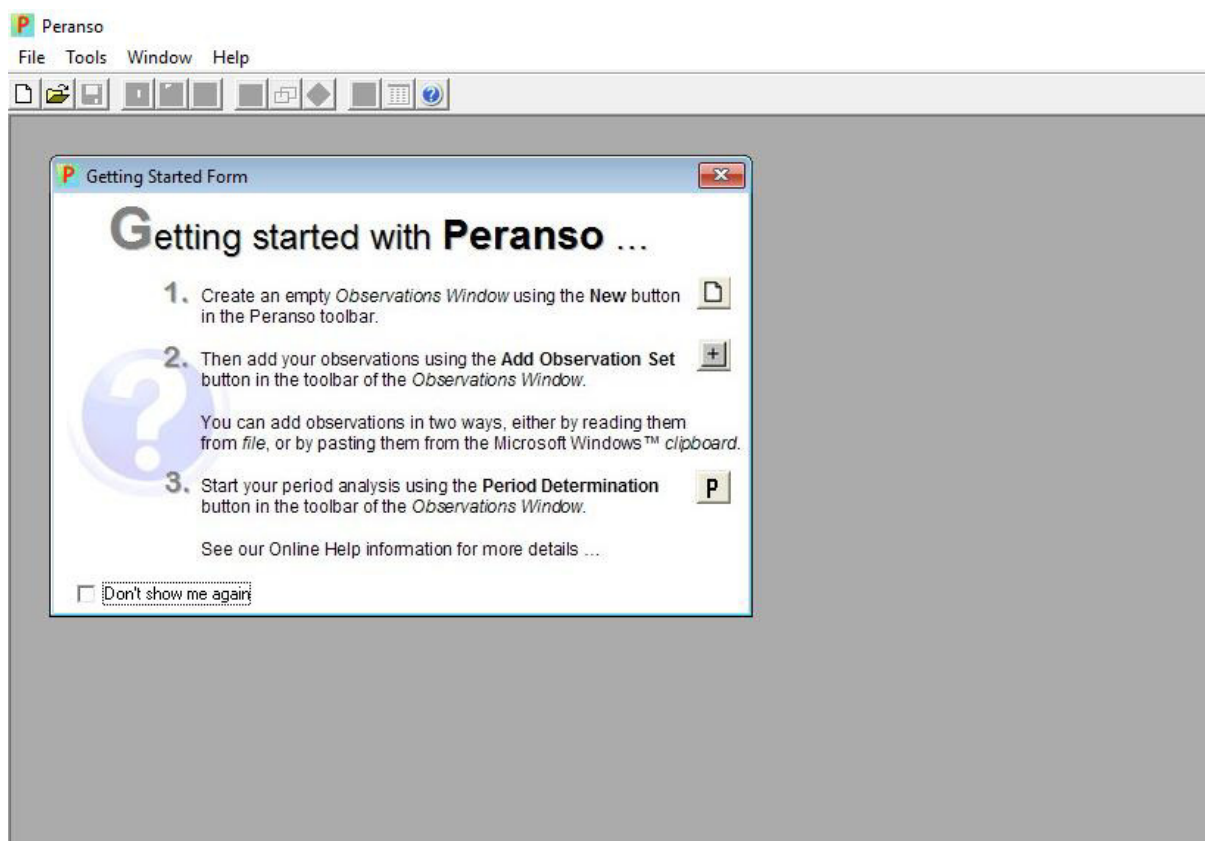 P Peranso
File Tools Window Help
P Getting Started Form
Getting started with Peranso ...
1. Create an empty Observations Window using the New button
in the Peranso toolbar.
2. Then add your observations using the Add Observation Set
button in the toolbar of the Observations Window.
You can add observations in two ways, either by reading them
from file, or by pasting them from the Microsoft Windows™ clipboard.
3. Start your period analysis using the Period Determination
P
button in the toolbar of the Observations Window.
See our Online Help information for more details ...
Don't show me again